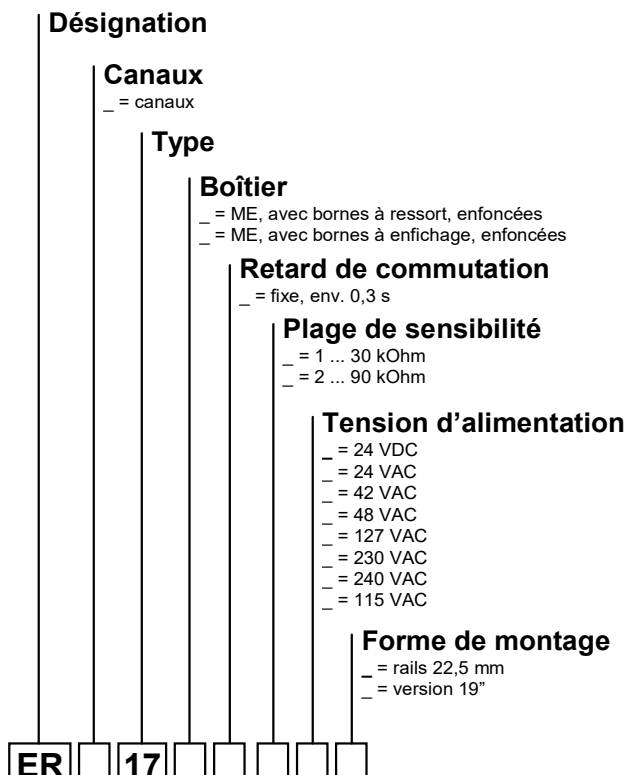 Désignation
Canaux
_ = canaux
Type
Boîtier
_ = ME, avec bornes à ressort, enfoncées
_ = ME, avec bornes à enfichage, enfoncées
Retard de commutation
_ = fixe, env. 0,3 s
Plage de sensibilité
_ = 1 ... 30 kOhm
_ = 2 ... 90 kOhm
Tension d’alimentation
_ = 24 VDC
_ = 24 VAC
_ = 42 VAC
_ = 48 VAC
_ = 127 VAC
_ = 230 VAC
_ = 240 VAC
_ = 115 VAC
Forme de montage
_ = rails 22,5 mm
_ = version 19”
ER 17